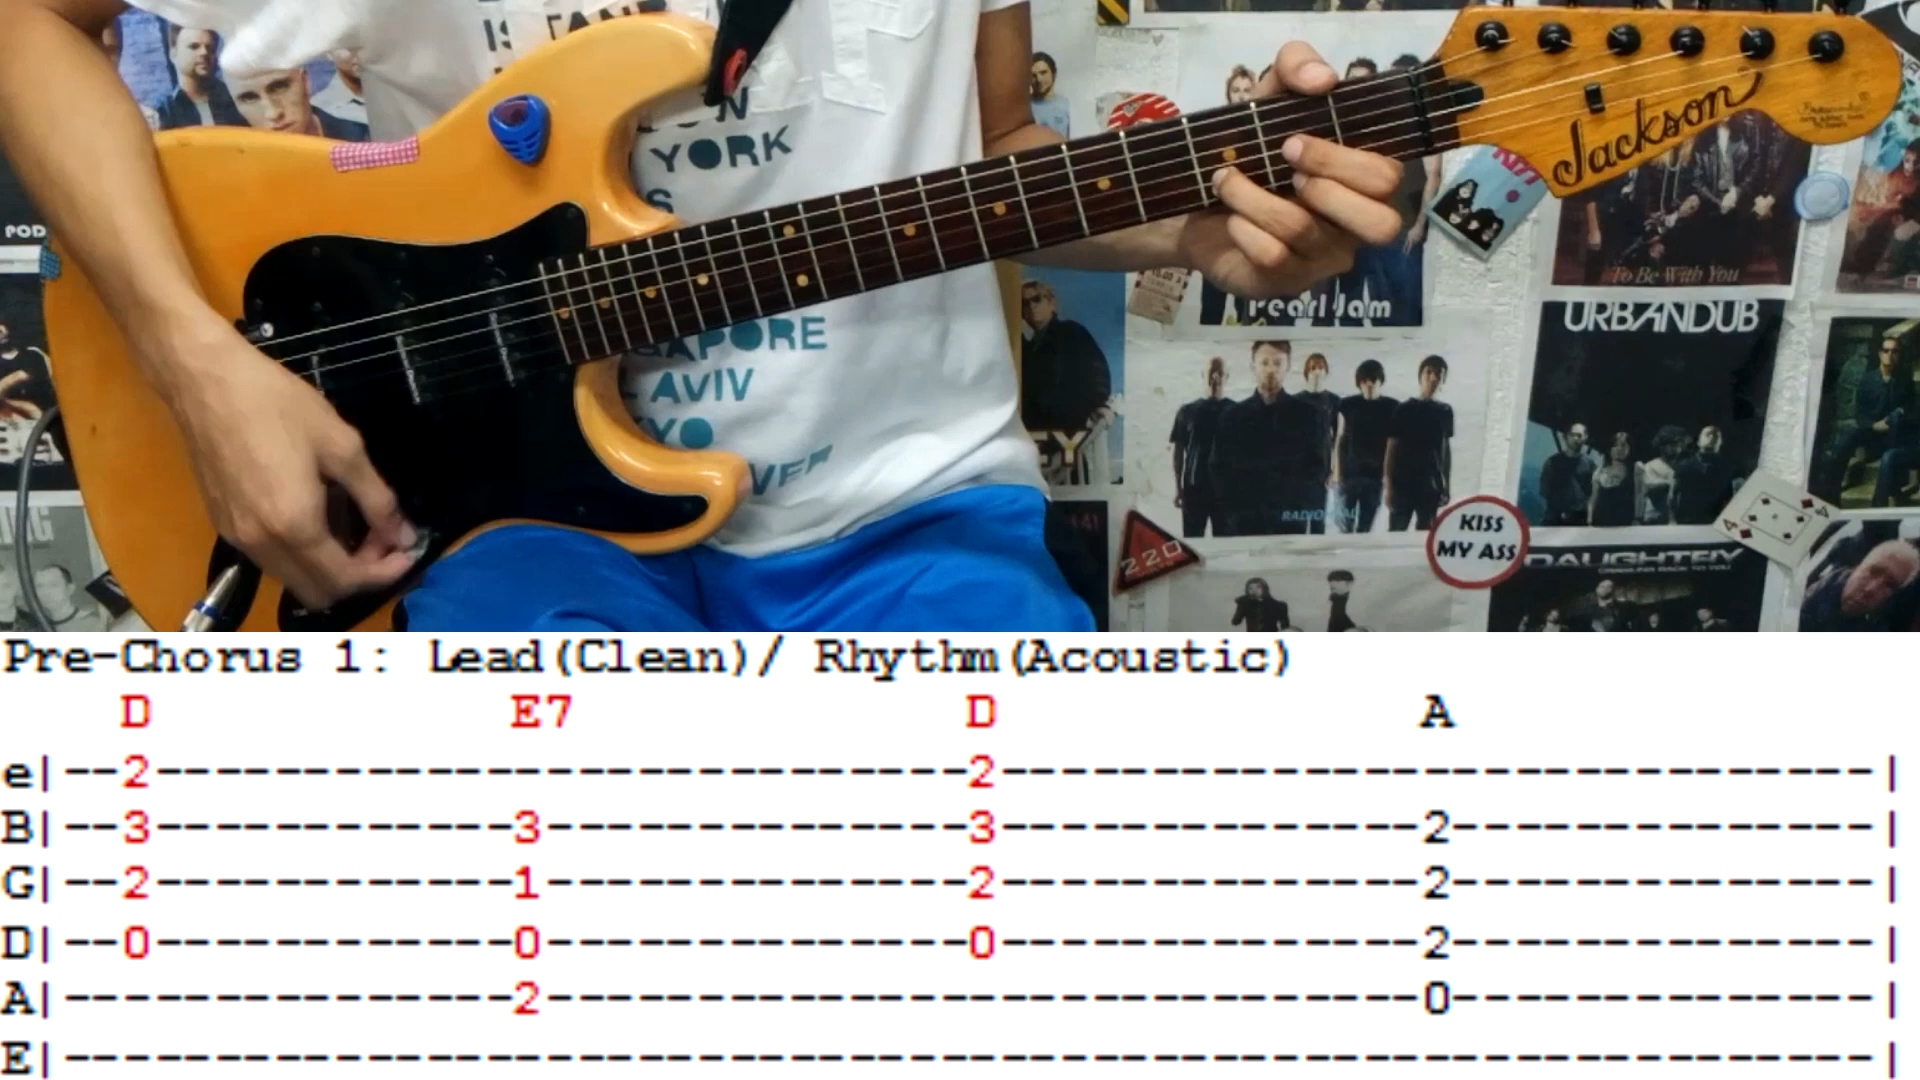 YORK
S
AVIV
Jackson
POD
To Be With You
pearl Jam
URBANDUB
KISS
MY ASS
220
Pre-Chorus 1: Lead(Clean)/ Rhythm(Acoustic)
D E7 D A
e|--2----------------------------2------------------------------|
B|--3-------------3--------------3--------------2---------------|
G|--2-------------1--------------2--------------2---------------|
D|--0-------------0--------------0--------------2---------------|
A|----------------2-----------------------------0---------------|
E|--------------------------------------------------------------|